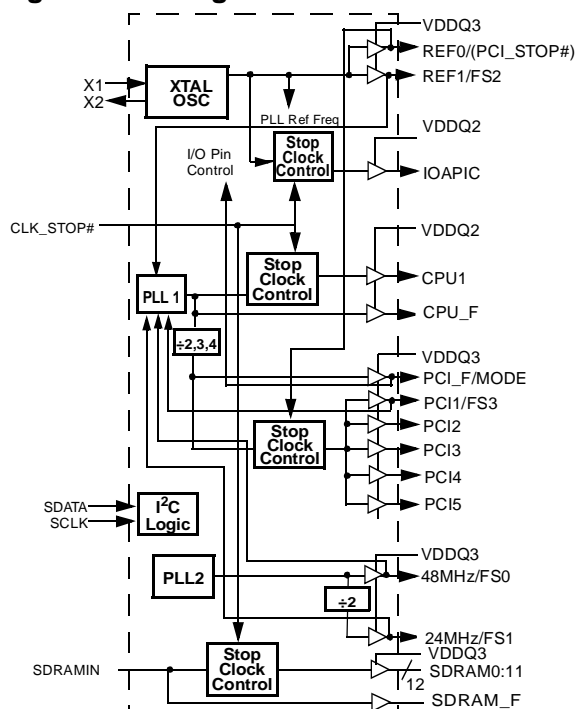 VDDQ3
REF0/(PCI_STOP#)
REF1/FS2
X1
X2
XTAL
OSC
PLL Ref Freq
VDDQ2
I/O Pin
Control
Stop
Clock
Control
IOAPIC
CLK_STOP#
VDDQ2
Stop
Clock
Control
CPU1
PLL 1
CPU_F
÷2,3,4
VDDQ3
PCI_F/MODE
PCI1/FS3
Stop
Clock
Control
PCI2
PCI3
PCI4
PCI5
SDATA
SCLK
I²C
Logic
VDDQ3
PLL2
48MHz/FS0
÷2
24MHz/FS1
VDDQ3
SDRAMIN
Stop
Clock
Control
SDRAM0:11
12
SDRAM_F